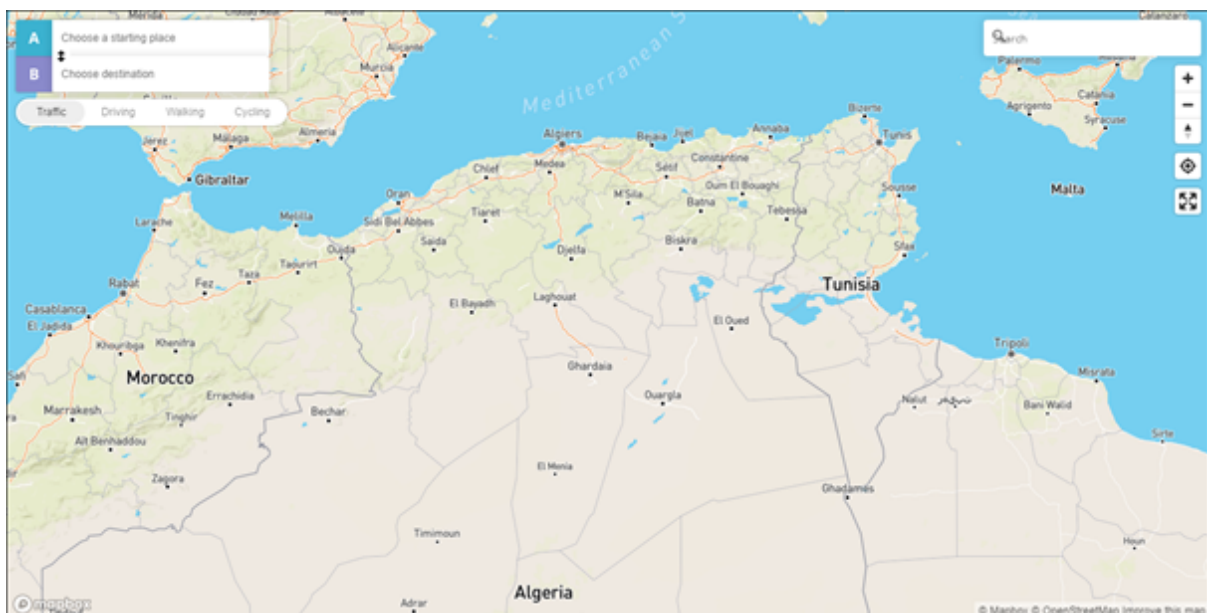 A
Choose a starting place
B
Choose destination
Traffic
Driving
Walking
Cycling
Search
+
−
Mediterranean S
Alicante
Murcia
Almeria
Malaga
Jerez
Gibraltar
Palermo
Agrigento
Catania
Syracuse
Catanzaro
Malta
Bizerte
Tunis
Annaba
Jijel
Bejaia
Algiers
Constantine
Setif
Medea
Chlef
Oran
M'Sila
Oum El Bouaghi
Sousse
Batna
Tebessa
Tiaret
Sidi Bel Abbes
Melilla
Larache
Saida
Djelfa
Biskra
Sfax
Oujda
Taourirt
Taza
Fez
Rabat
Tunisia
Casablanca
El Jadida
El Bayadh
Laghouat
El Oued
Khouribga
Khenifra
Tripoli
Misrata
Ghardaia
Morocco
Safi
Errachidia
Ouargla
Nalut
Bani Walid
Marrakesh
Tinghir
Bechar
Ait Benhaddou
Sirte
Zagora
El Menia
Ghadamés
Timimoun
Houn
Algeria
Adrar
mapbox
© Mapbox © OpenStreetMap Improve this map